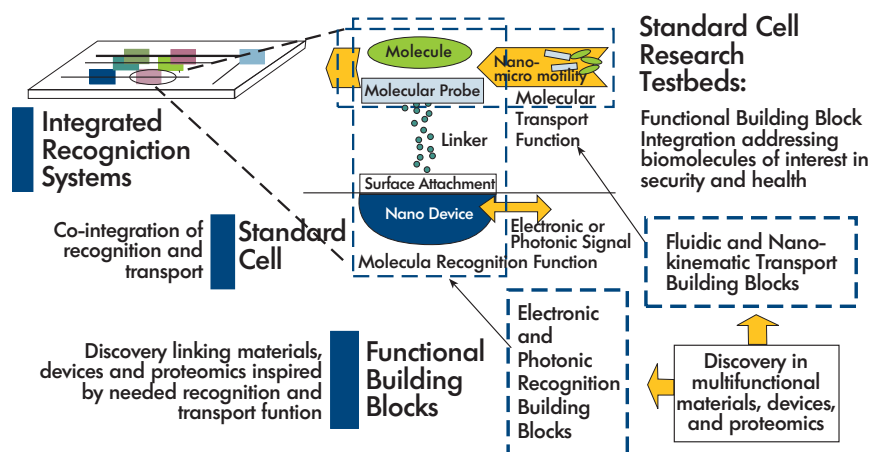 Standard Cell
Research
Testbeds:
Functional Building Block
Integration addressing
biomolecules of interest in
security and health
Molecule
Nano-
micro motility
Molecular Probe
Molecular
Transport
Function
Linker
Surface Attachment
Nano Device
Electronic or
Photonic Signal
Molecula Recognition Function
Integrated
Recogniction
Systems
Co-integration of
recognition and
transport
Standard
Cell
Fluidic and Nano-
kinematic Transport
Building Blocks
Discovery linking materials,
devices and proteomics inspired
by needed recognition and
transport funtion
Functional
Building
Blocks
Electronic
and
Photonic
Recognition
Building
Blocks
Discovery in
multifunctional
materials, devices,
and proteomics